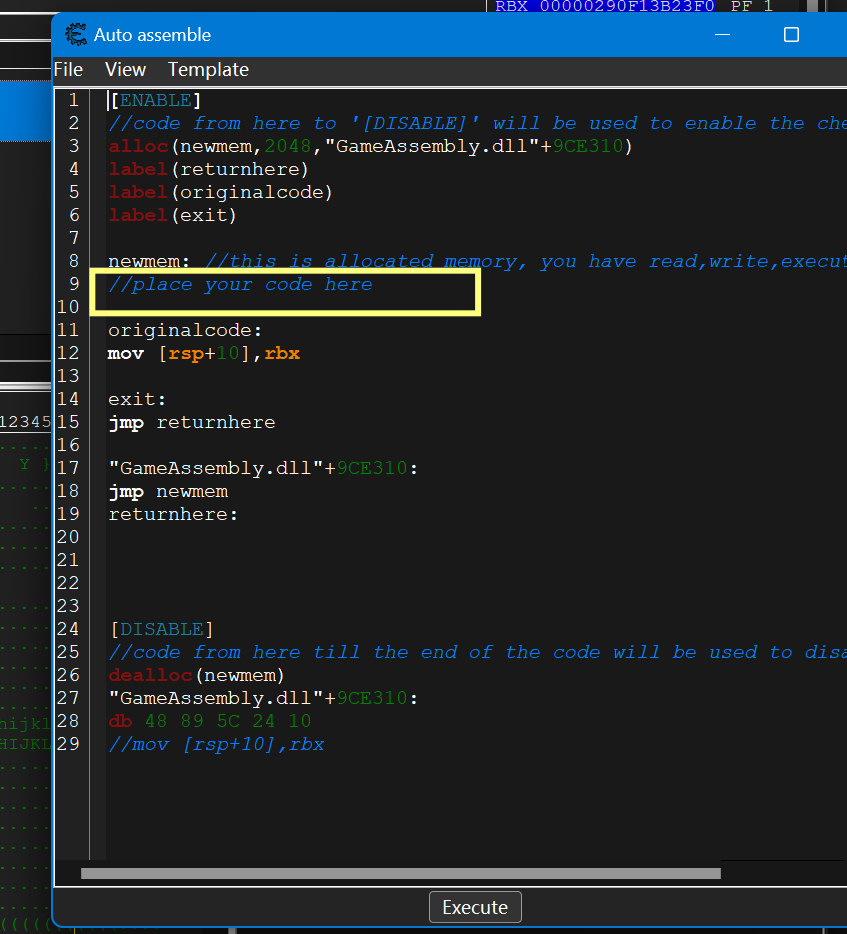 RBX 00000290F13B23F0 PF 1
Auto assemble
File View Template
1 [ENABLE]
2 //code from here to '[DISABLE]' will be used to enable the che
3 alloc(newmem,2048,"GameAssembly.dll"+9CE310)
4 label(returnhere)
5 label(originalcode)
6 label(exit)
7
8 newmem: //this is allocated memory, you have read,write,execut
9 //place your code here
10
11 originalcode:
12 mov [rsp+10],rbx
13
14 exit:
15 jmp returnhere
16
17 "GameAssembly.dll"+9CE310:
18 jmp newmem
19 returnhere:
20
21
22
23
24 [DISABLE]
25 //code from here till the end of the code will be used to disa
26 dealloc(newmem)
27 "GameAssembly.dll"+9CE310:
28 db 48 89 5C 24 10
29 //mov [rsp+10],rbx
12345
Y }
hijkl
HIJKL
Execute